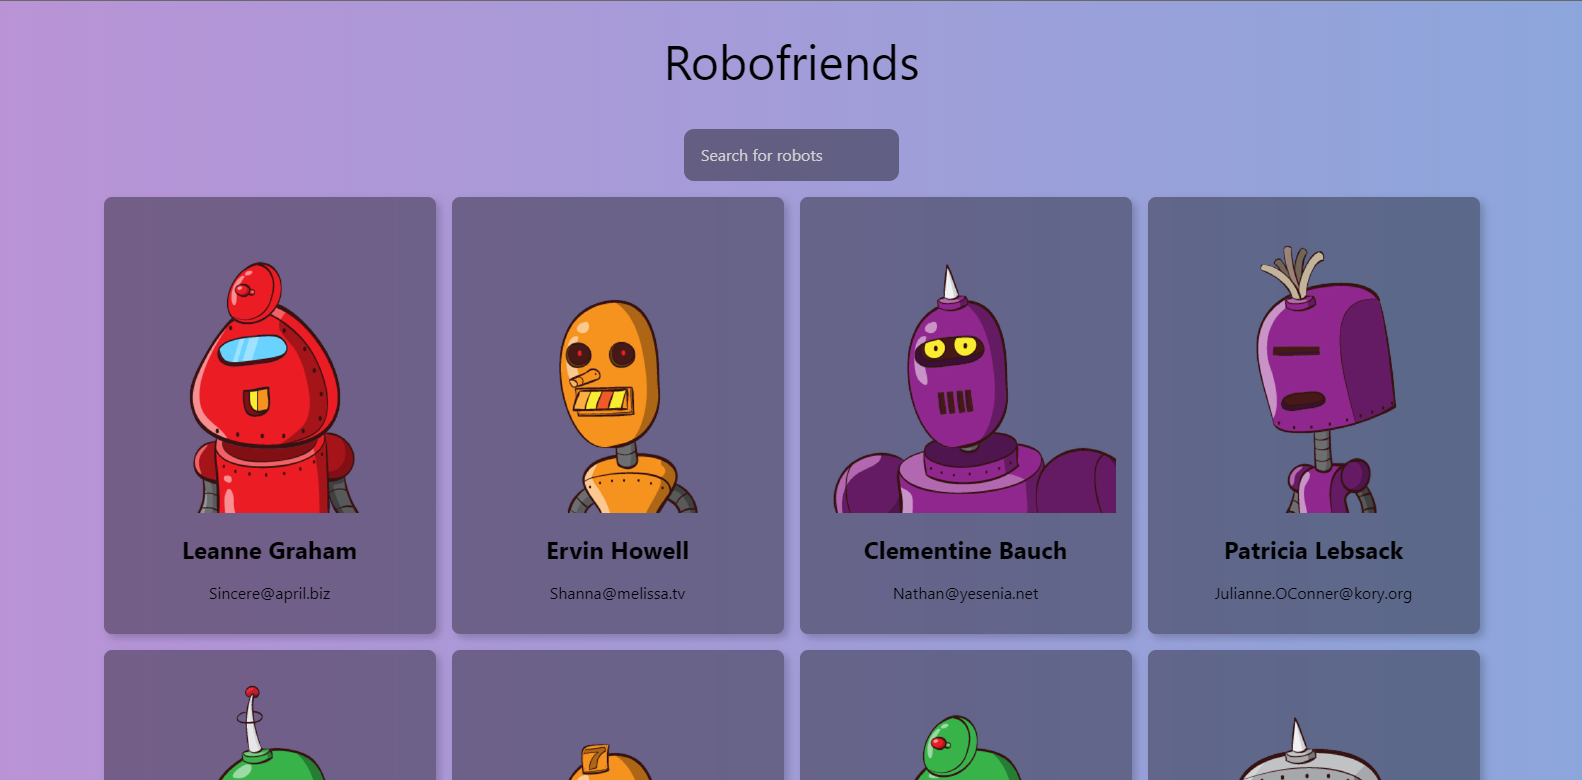 Robofriends
Search for robots
Leanne Graham
Sincere@april.biz
Ervin Howell
Shanna@melissa.tv
Clementine Bauch
Nathan@yesenia.net
Patricia Lebsack
Julianne.OConner@kory.org
7